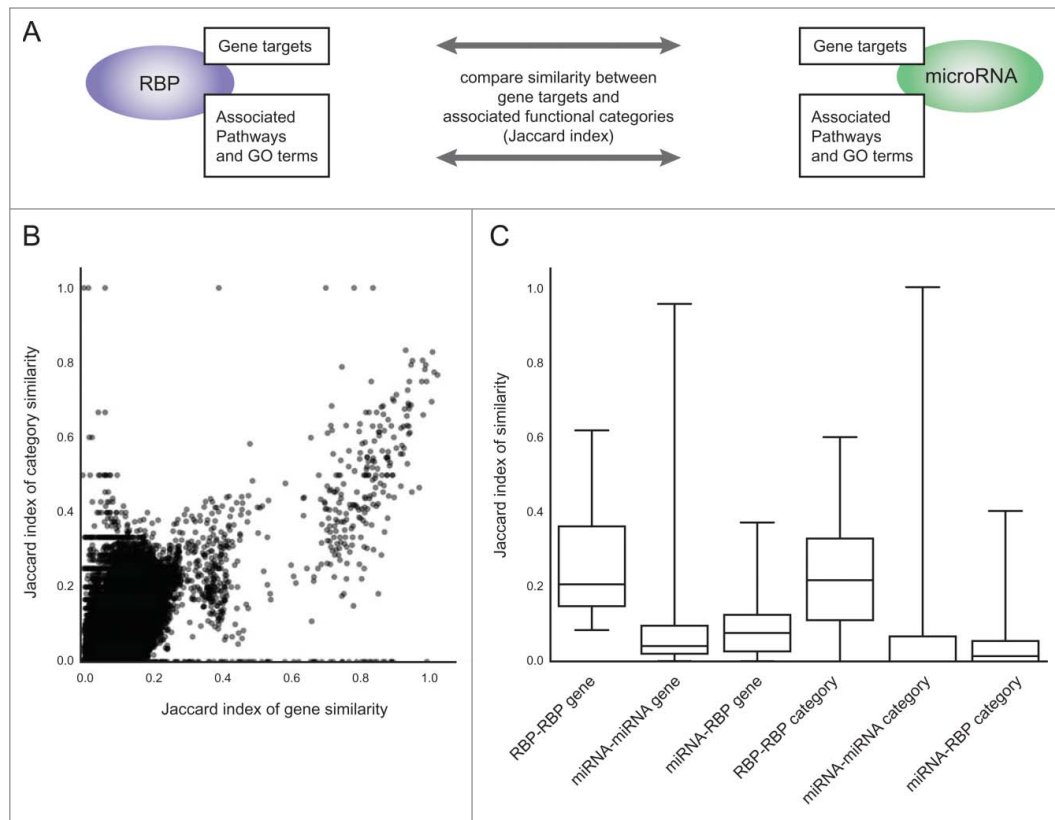 A
RBP
Gene targets
Associated
Pathways
and GO terms
compare similarity between
gene targets and
associated functional categories
(Jaccard index)
Gene targets
microRNA
Associated
Pathways
and GO terms
B
Jaccard index of category similarity
1.0
0.8
0.6
0.4
0.2
0.0
0.0 0.2 0.4 0.6 0.8 1.0
Jaccard index of gene similarity
C
Jaccard index of similarity
1.0
0.8
0.6
0.4
0.2
0.0
RBP-RBP gene
miRNA-miRNA gene
miRNA-RBP gene
RBP-RBP category
miRNA-miRNA category
miRNA-RBP category